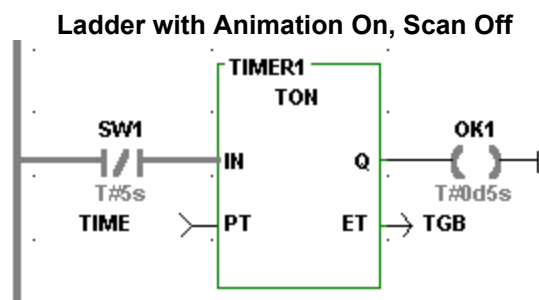 Ladder with Animation On, Scan Off
TIMER1
TON
SW1
OK1
IN
Q
T#5s
T#0d5s
TIME
PT
ET
TGB